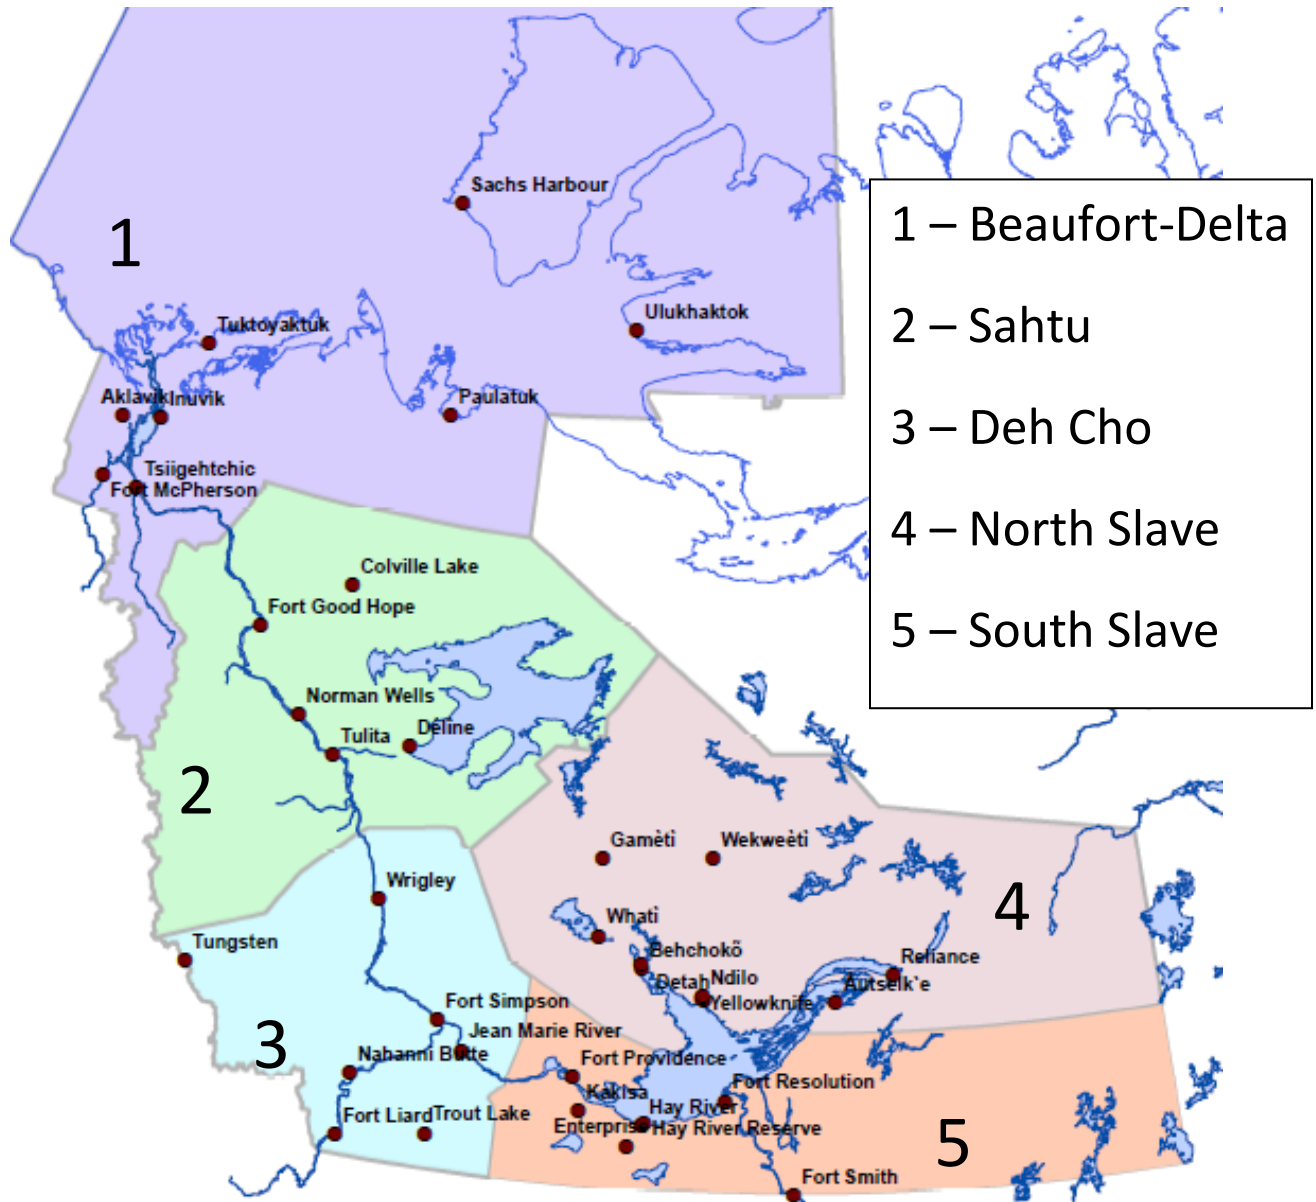 Sachs Harbour
1
Ulukhaktok
Tuktoyaktuk
Aklavik
Inuvik
Paulatuk
Tsiigehtchic
Fort McPherson
Colville Lake
Fort Good Hope
Norman Wells
Tulita
Déline
2
Gamètì
Wekweètì
Wrigley
4
Whatì
Tungsten
Behchokõ
Reliance
Detah
Ndilo
Autselk`e
Yellowknife
Fort Simpson
Jean Marie River
3
Nahanni Butte
Fort Providence
Fort Resolution
Kakisa
Hay River
Fort Liard
Trout Lake
Enterprise
Hay River Reserve
5
Fort Smith
1 – Beaufort-Delta
2 – Sahtu
3 – Deh Cho
4 – North Slave
5 – South Slave